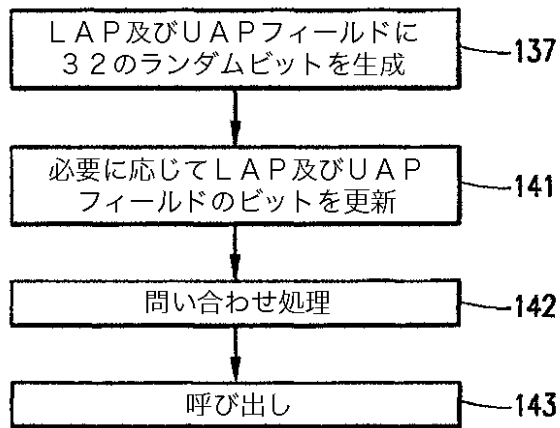 ＬＡＰ及びＵＡＰフィールドに
３２のランダムビットを生成
137
必要に応じてＬＡＰ及びＵＡＰ
フィールドのビットを更新
141
問い合わせ処理
142
呼び出し
143